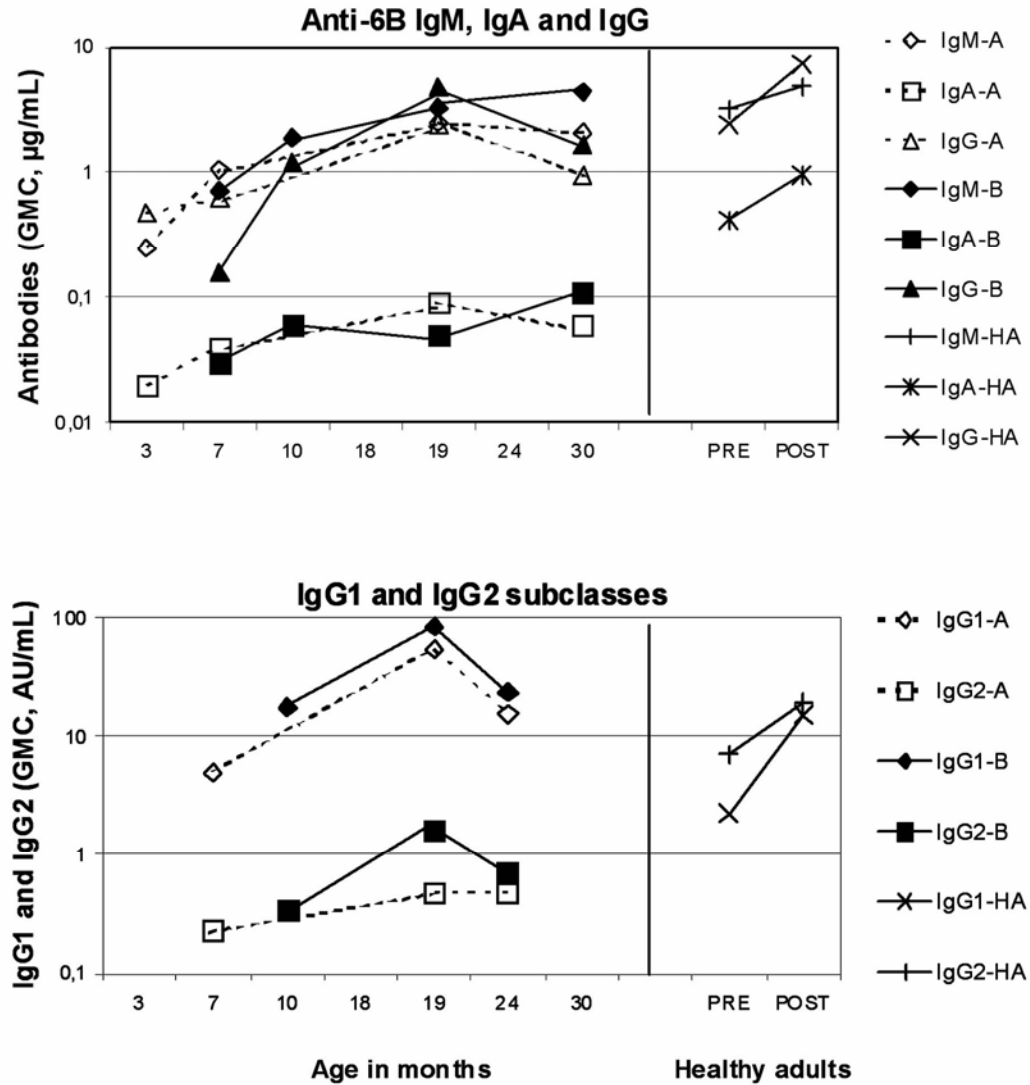 Anti-6B IgM, IgA and IgG
Antibodies (GMC, µg/mL)
10
1
0,1
0,01
3 7 10 18 19 24 30 PRE POST
IgM-A
IgA-A
IgG-A
IgM-B
IgA-B
IgG-B
IgM-HA
IgA-HA
IgG-HA
IgG1 and IgG2 subclasses
IgG1 and IgG2 (GMC, AU/mL)
100
10
1
0,1
3 7 10 18 19 24 30 PRE POST
IgG1-A
IgG2-A
IgG1-B
IgG2-B
IgG1-HA
IgG2-HA
Age in months Healthy adults